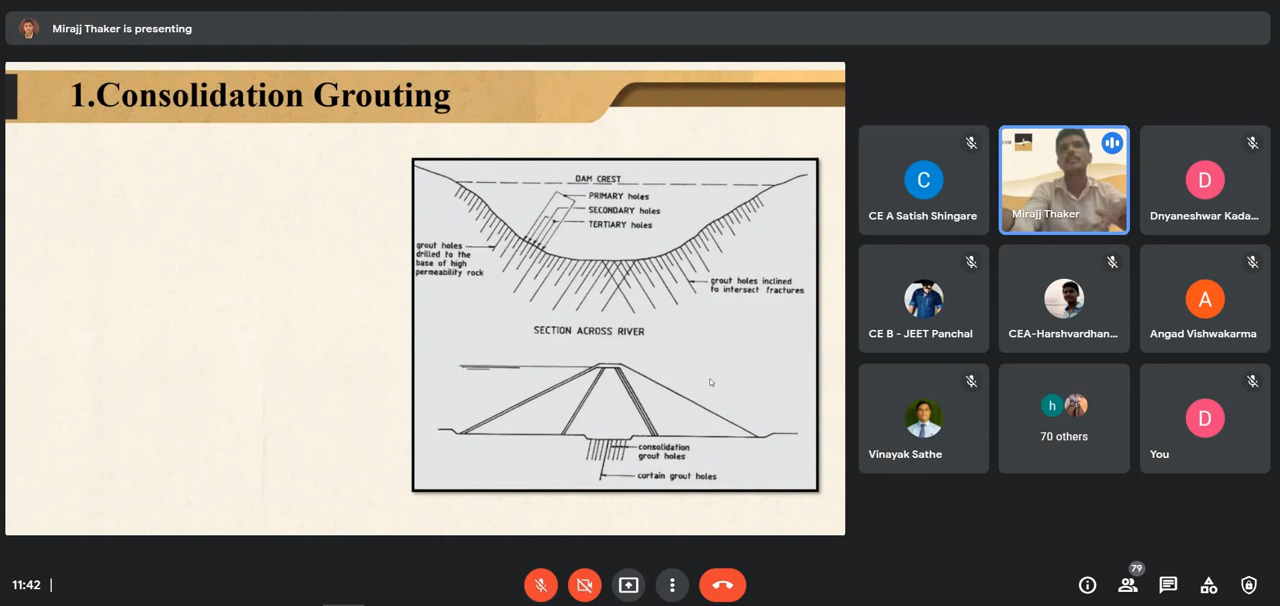 Mirajj Thaker is presenting
1.Consolidation Grouting
DAM CREST
PRIMARY holes
SECONDARY holes
TERTIARY holes
grout holes
drilled to the
base of high
permeability rock
grout holes inclined
to intersect fractures
SECTION ACROSS RIVER
consolidation
grout holes
curtain grout holes
C
CE A Satish Shingare
Mirajj Thaker
D
Dnyaneshwar Kada...
CE B - JEET Panchal
CEA-Harshvardhan...
A
Angad Vishwakarma
Vinayak Sathe
h
70 others
D
You
11:42
79